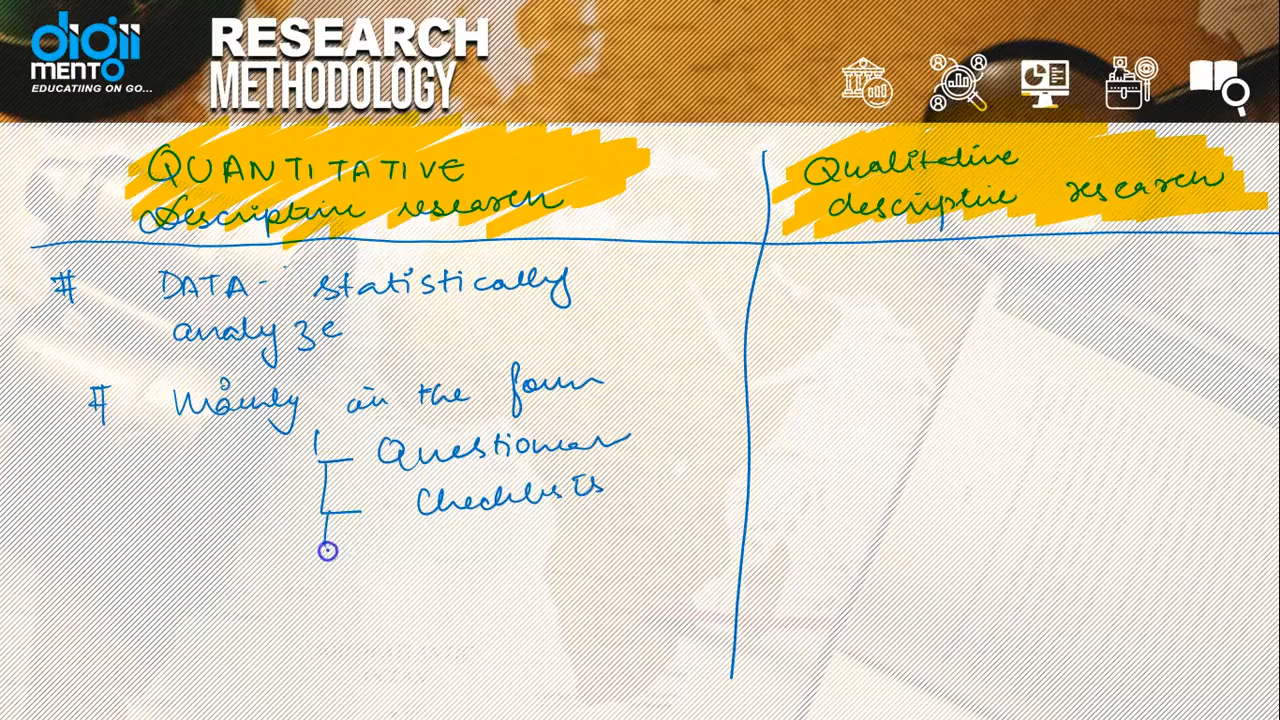 digii
MENTO
EDUCATIING ON GO...
RESEARCH
METHODOLOGY
QUANTITATIVE
descriptive research
Qualitative
descriptive research
# DATA- statistically
analyze
# Mainly in the form
Questionear
Checklists